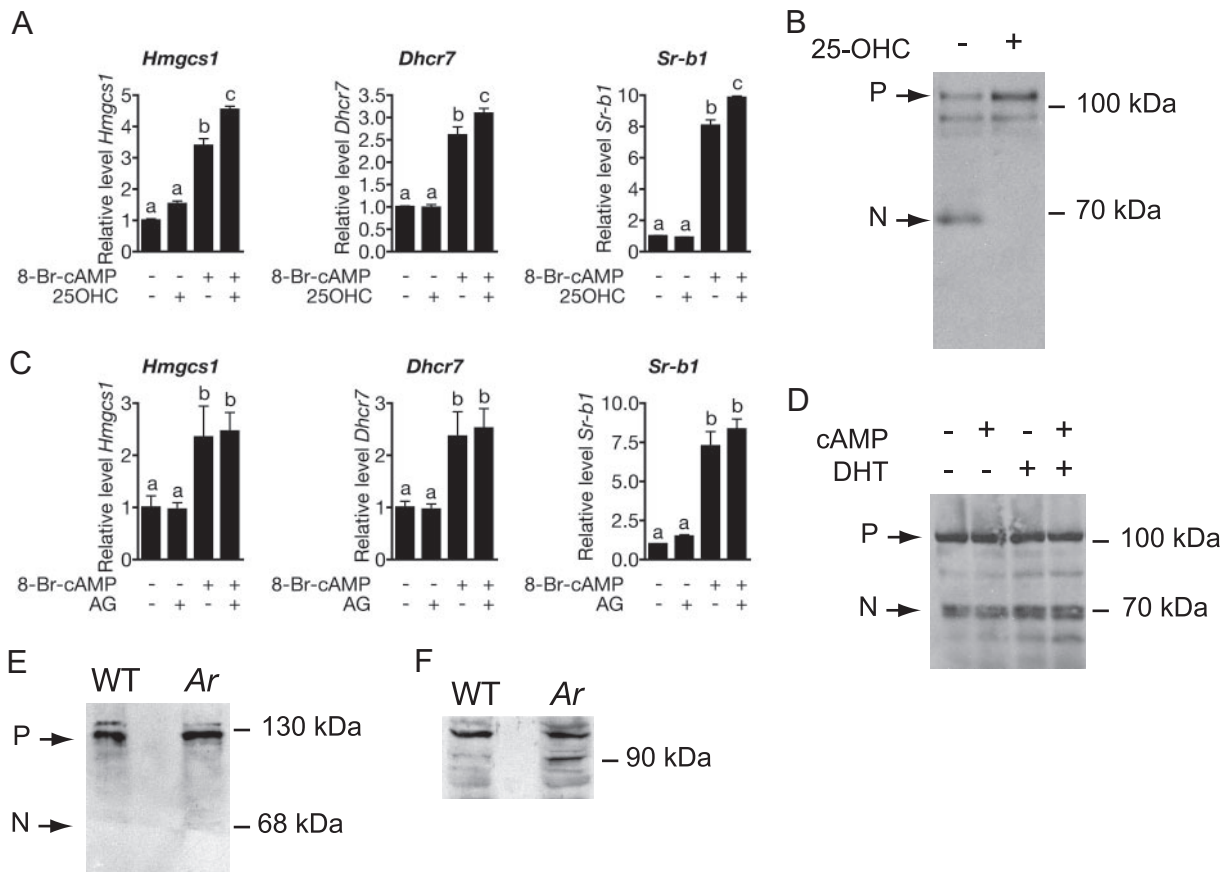 A
Hmgcs1
Relative level Hmgcs1
5
4
3
2
1
0
a
a
b
c
8-Br-cAMP - - + +
25OHC - + - +
Dhcr7
Relative level Dhcr7
3.5
3.0
2.5
2.0
1.5
1.0
0.5
0
a
a
b
c
8-Br-cAMP - - + +
25OHC - + - +
Sr-b1
Relative level Sr-b1
10
8
6
4
2
0
a
a
b
c
8-Br-cAMP - - + +
25OHC - + - +
B
25-OHC - +
P
100 kDa
N
70 kDa
C
Hmgcs1
Relative level Hmgcs1
3
2
1
0
a
a
b
b
8-Br-cAMP - - + +
AG - + - +
Dhcr7
Relative level Dhcr7
3
2
1
0
a
a
b
b
8-Br-cAMP - - + +
AG - + - +
Sr-b1
Relative level Sr-b1
10.0
7.5
5.0
2.5
0
a
a
b
b
8-Br-cAMP - - + +
AG - + - +
D
cAMP - + - +
DHT - - + +
P
100 kDa
N
70 kDa
E
WT Ar
P
130 kDa
N
68 kDa
F
WT Ar
90 kDa